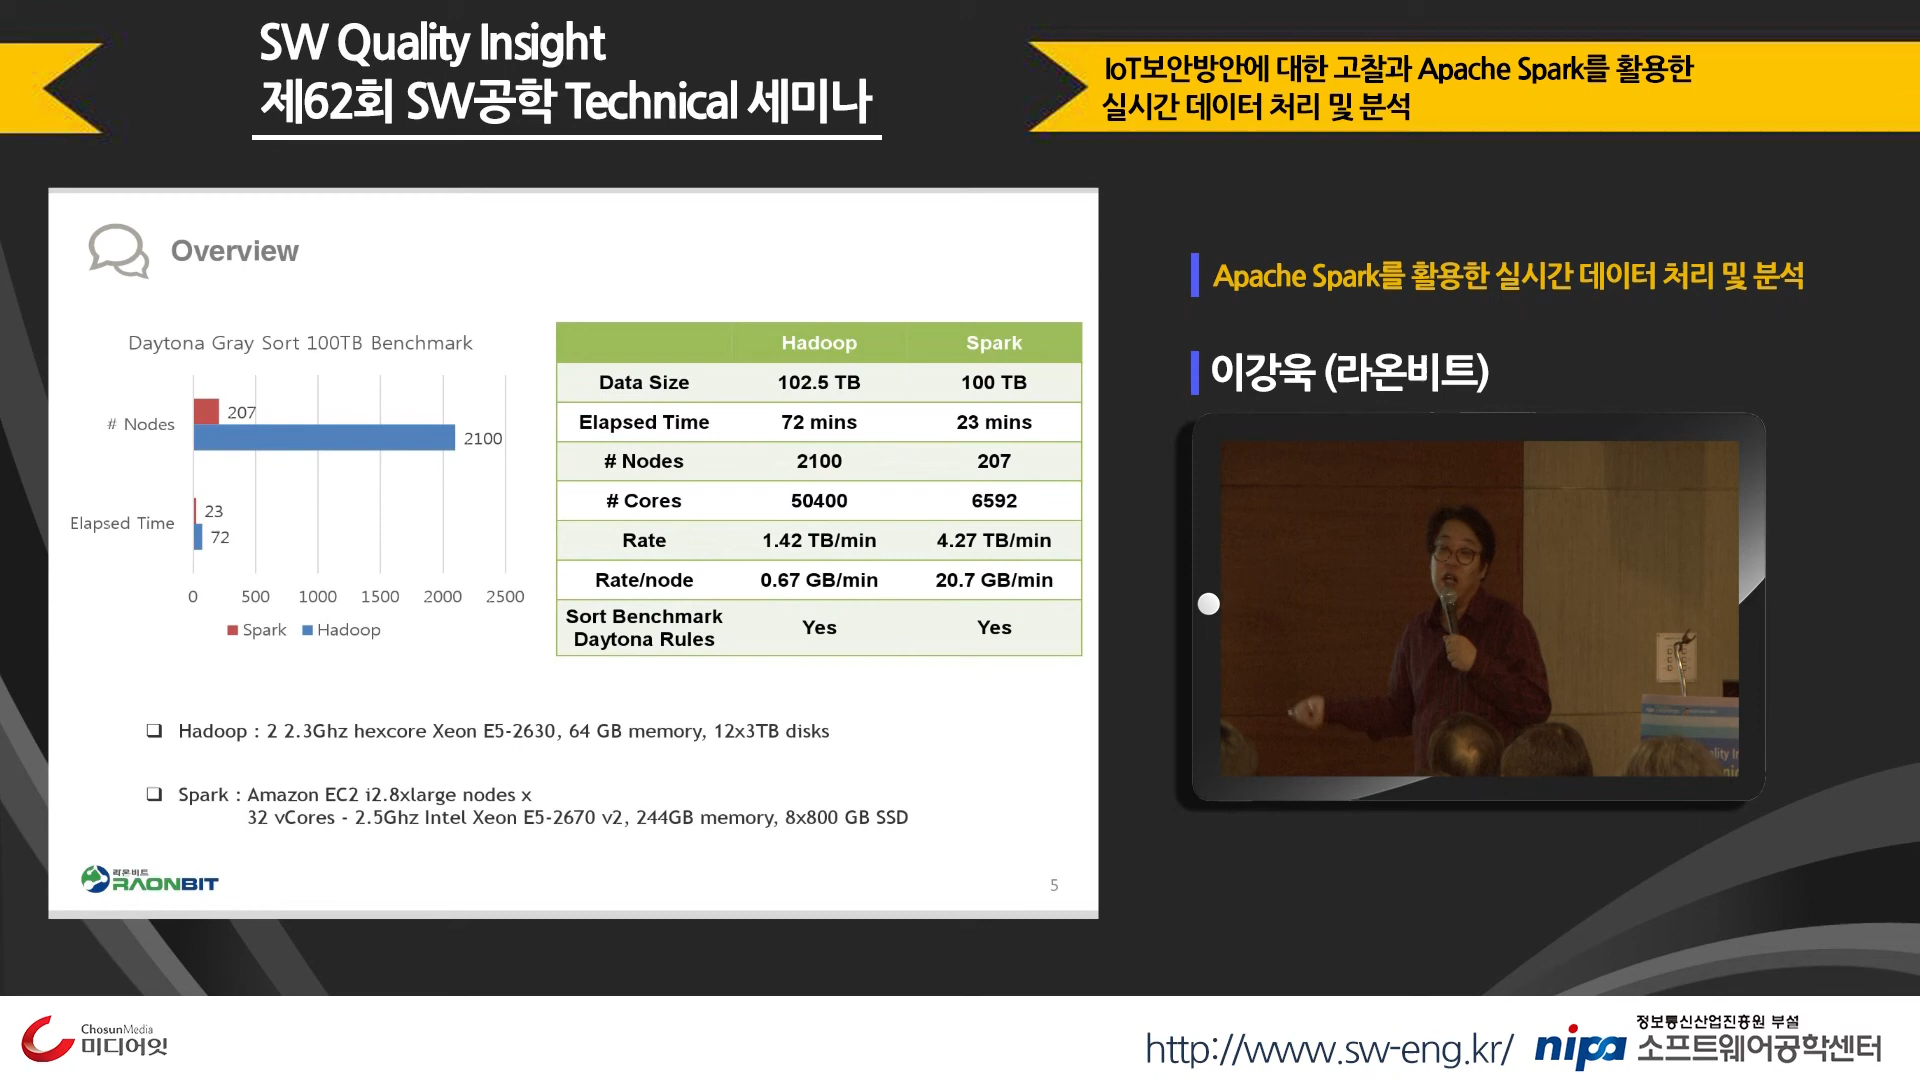 SW Quality Insight
제62회 SW공학 Technical 세미나
IoT보안방안에 대한 고찰과 Apache Spark를 활용한
실시간 데이터 처리 및 분석
Overview
Daytona Gray Sort 100TB Benchmark
# Nodes
207
2100
Elapsed Time
23
72
0 500 1000 1500 2000 2500
Spark Hadoop
Hadoop Spark
Data Size 102.5 TB 100 TB
Elapsed Time 72 mins 23 mins
# Nodes 2100 207
# Cores 50400 6592
Rate 1.42 TB/min 4.27 TB/min
Rate/node 0.67 GB/min 20.7 GB/min
Sort Benchmark
Daytona Rules Yes Yes
❑ Hadoop : 2 2.3Ghz hexcore Xeon E5-2630, 64 GB memory, 12x3TB disks
❑ Spark : Amazon EC2 i2.8xlarge nodes x
32 vCores - 2.5Ghz Intel Xeon E5-2670 v2, 244GB memory, 8x800 GB SSD
라온비트
RAONBIT
5
Apache Spark를 활용한 실시간 데이터 처리 및 분석
이강욱 (라온비트)
ChosunMedia
미디어잇
http://www.sw-eng.kr/
nipa
정보통신산업진흥원 부설
소프트웨어공학센터